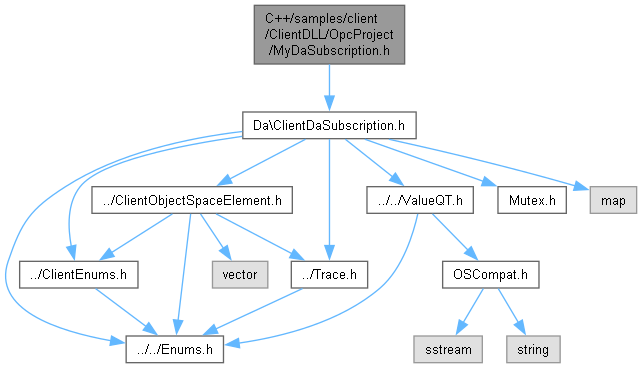 C++/samples/client
/ClientDLL/OpcProject
/MyDaSubscription.h
Da\ClientDaSubscription.h
../ClientObjectSpaceElement.h
../../ValueQT.h
Mutex.h
map
../ClientEnums.h
vector
../Trace.h
OSCompat.h
../../Enums.h
sstream
string